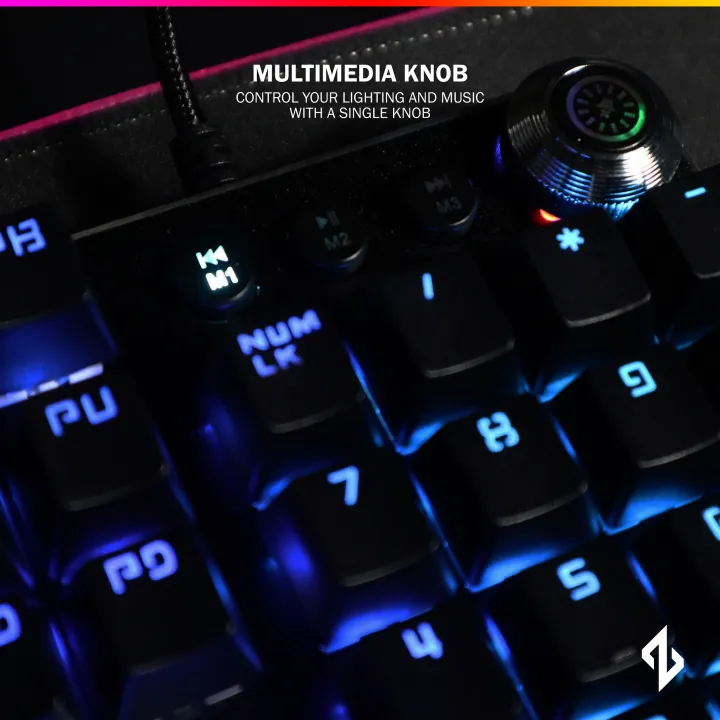 MULTIMEDIA KNOB
CONTROL YOUR LIGHTING AND MUSIC
WITH A SINGLE KNOB
M3
M2
M1
-
*
/
NUM
LK
9
8
7
PU
5
PD
4